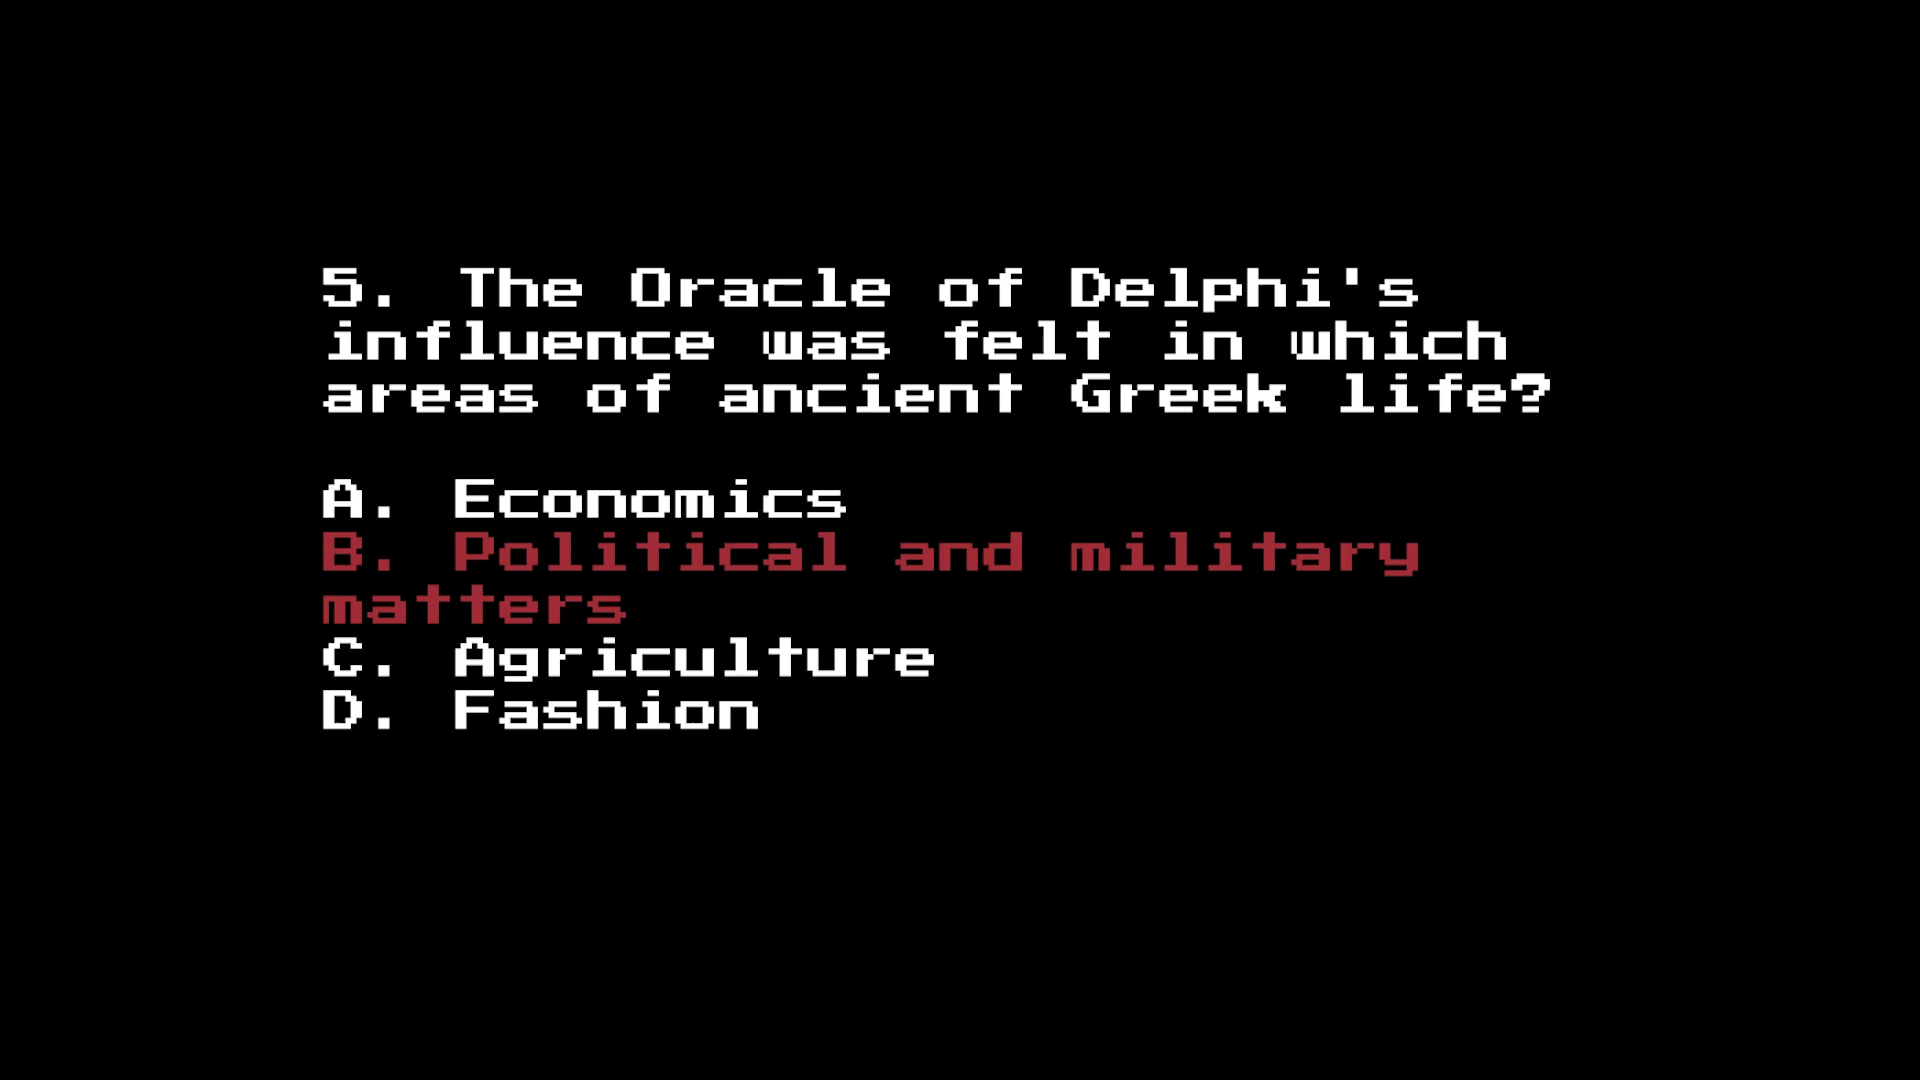 5. The Oracle of Delphi's
influence was felt in which
areas of ancient Greek life?
A. Economics
B. Political and military
matters
C. Agriculture
D. Fashion